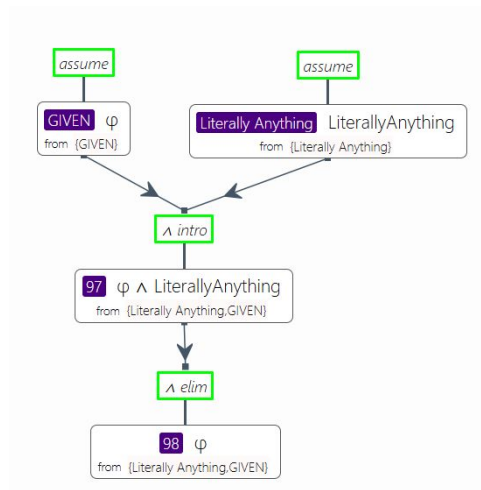 assume
assume
GIVEN φ
from {GIVEN}
Literally Anything LiterallyAnything
from {Literally Anything}
∧ intro
97 φ ∧ LiterallyAnything
from {Literally Anything,GIVEN}
∧ elim
98 φ
from {Literally Anything,GIVEN}